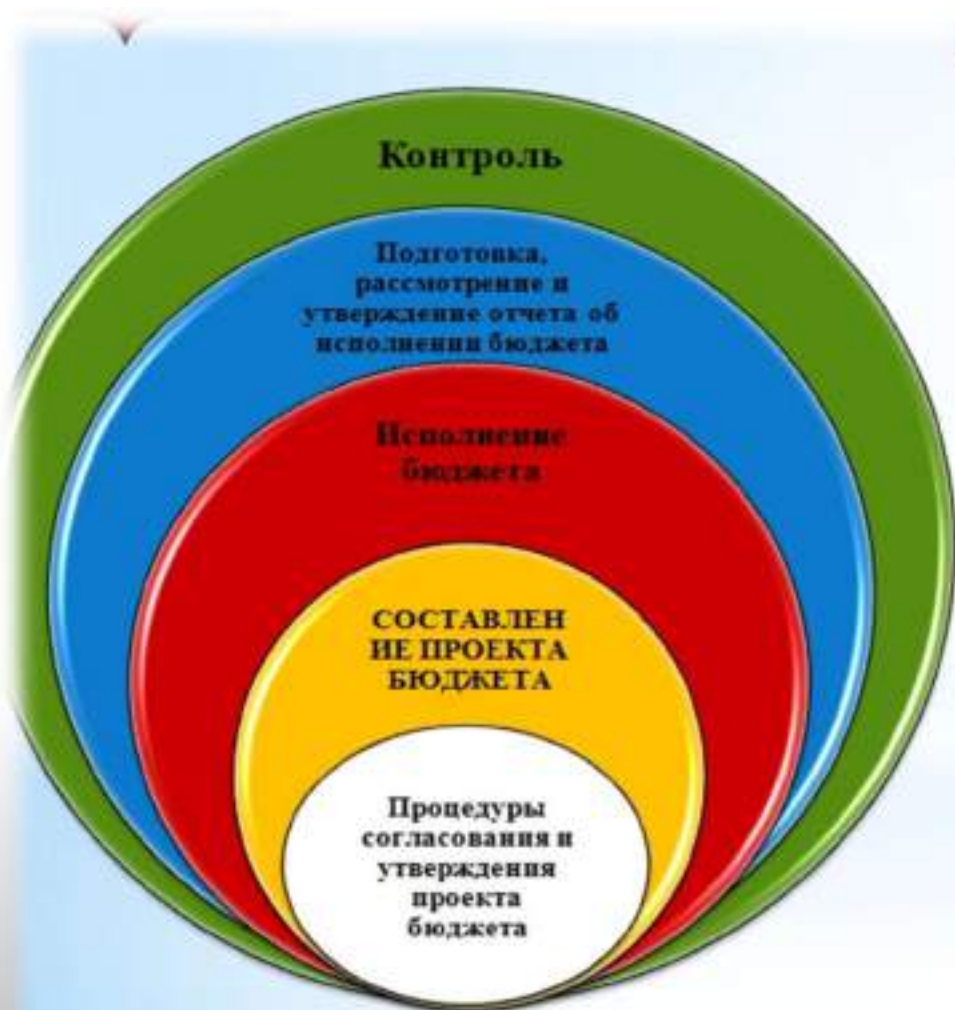 Контроль
Подготовка,
рассмотрение и
утверждение отчета об
исполнении бюджета
Исполнение
бюджета
СОСТАВЛЕН
ИЕ ПРОЕКТА
БЮДЖЕТА
Процедуры
согласования и
утверждения
проекта
бюджета